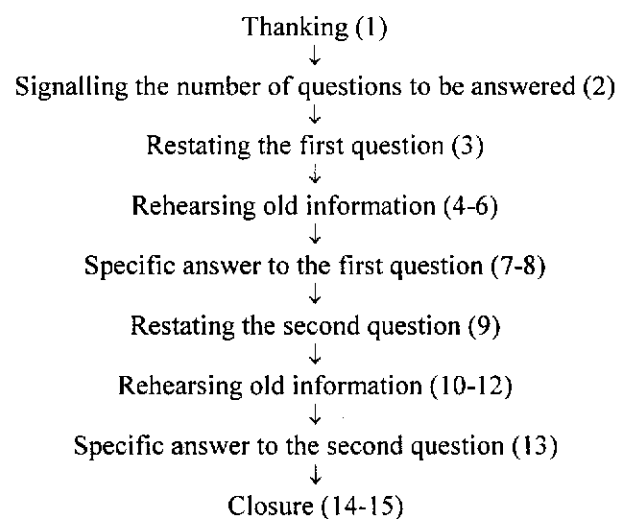 Thanking (1)
↓
Signalling the number of questions to be answered (2)
↓
Restating the first question (3)
↓
Rehearsing old information (4-6)
↓
Specific answer to the first question (7-8)
↓
Restating the second question (9)
↓
Rehearsing old information (10-12)
↓
Specific answer to the second question (13)
↓
Closure (14-15)